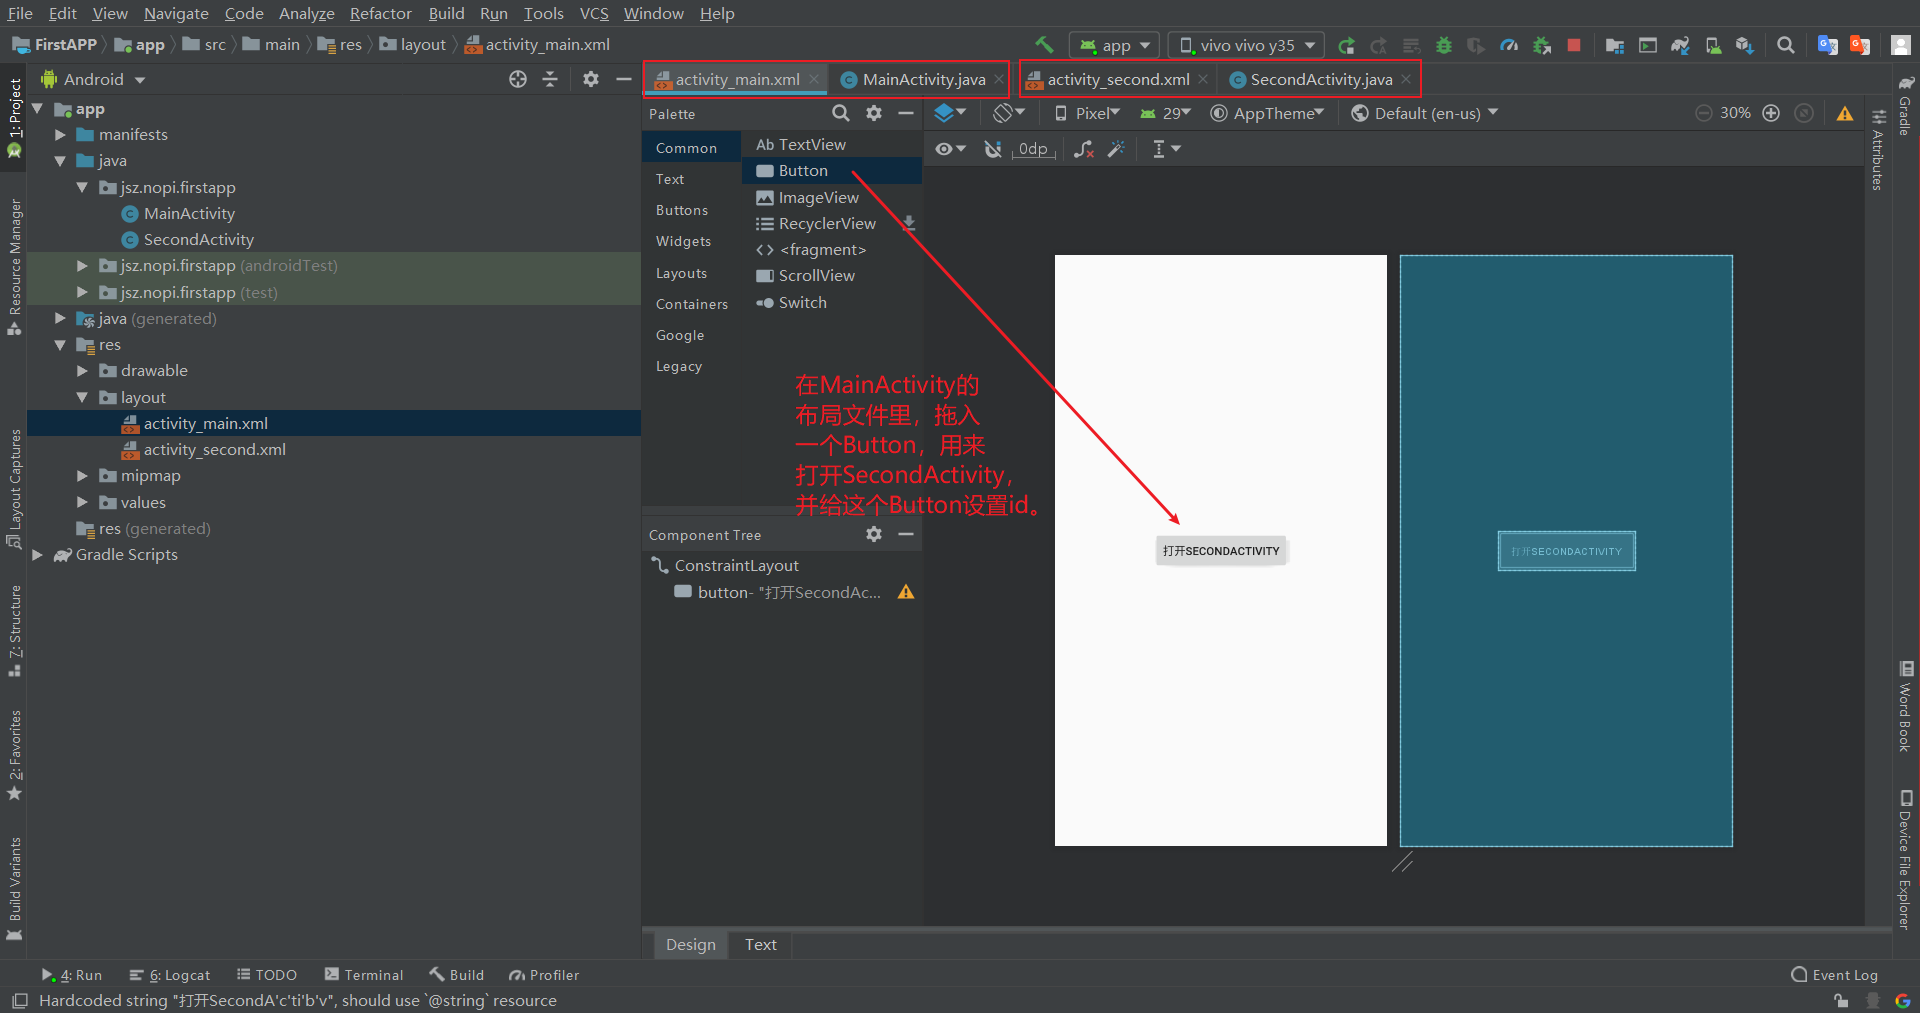 File Edit View Navigate Code Analyze Refactor Build Run Tools VCS Window Help
FirstAPP app src main res layout activity_main.xml
app vivo vivo y35
Android
activity_main.xml MainActivity.java activity_second.xml SecondActivity.java
Palette
Pixel 29 AppTheme Default (en-us) 30%
0dp
1: Project
Resource Manager
Layout Captures
7: Structure
2: Favorites
Build Variants
app
manifests
java
jsz.nopi.firstapp
MainActivity
SecondActivity
jsz.nopi.firstapp (androidTest)
jsz.nopi.firstapp (test)
java (generated)
res
drawable
layout
activity_main.xml
activity_second.xml
mipmap
values
res (generated)
Gradle Scripts
Common
Text
Buttons
Widgets
Layouts
Containers
Google
Legacy
Ab TextView
Button
ImageView
RecyclerView
<fragment>
ScrollView
Switch
在MainActivity的
布局文件里，拖入
一个Button，用来
打开SecondActivity，
并给这个Button设置id。
Component Tree
ConstraintLayout
button- "打开SecondAc...
打开SECONDACTIVITY
打开SECONDACTIVITY
Gradle
Attributes
Word Book
Device File Explorer
Design Text
4: Run 6: Logcat TODO Terminal Build Profiler Event Log
Hardcoded string "打开SecondA'c'ti'b'v", should use `@string` resource